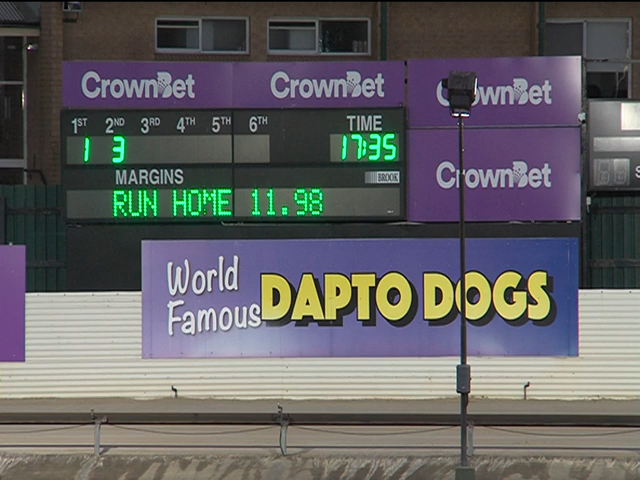 CrownBet CrownBet CrownBet
1ST 2ND 3RD 4TH 5TH 6TH TIME
1 3 17:35
MARGINS BROOK
CrownBet
RUN HOME 11.98
World Famous DAPTO DOGS